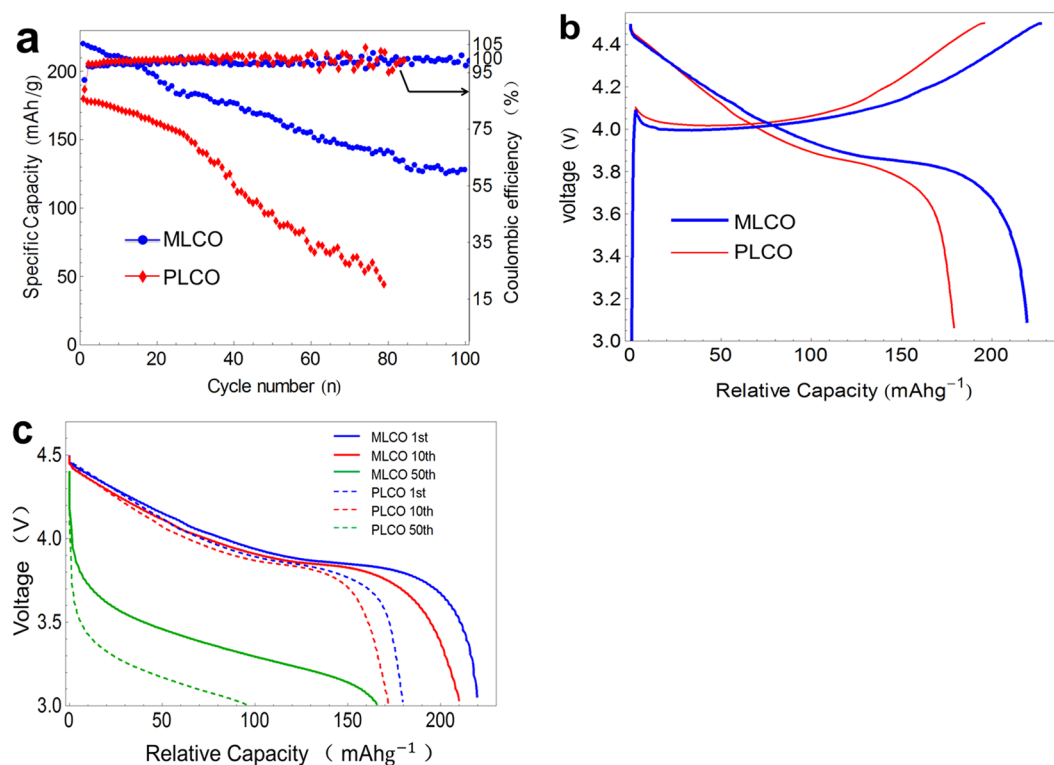 a
Specific Capacity (mAh/g)
200
150
100
50
0
105
100
95
75
60
35
15
Coulombic efficiency (%)
MLCO
PLCO
0
20
40
60
80
100
Cycle number (n)
b
voltage (V)
4.4
4.2
4.0
3.8
3.6
3.4
3.2
3.0
MLCO
PLCO
0
50
100
150
200
Relative Capacity (mAhg⁻¹)
c
Voltage (V)
4.5
4.0
3.5
3.0
MLCO 1st
MLCO 10th
MLCO 50th
PLCO 1st
PLCO 10th
PLCO 50th
0
50
100
150
200
Relative Capacity ( mAhg⁻¹)